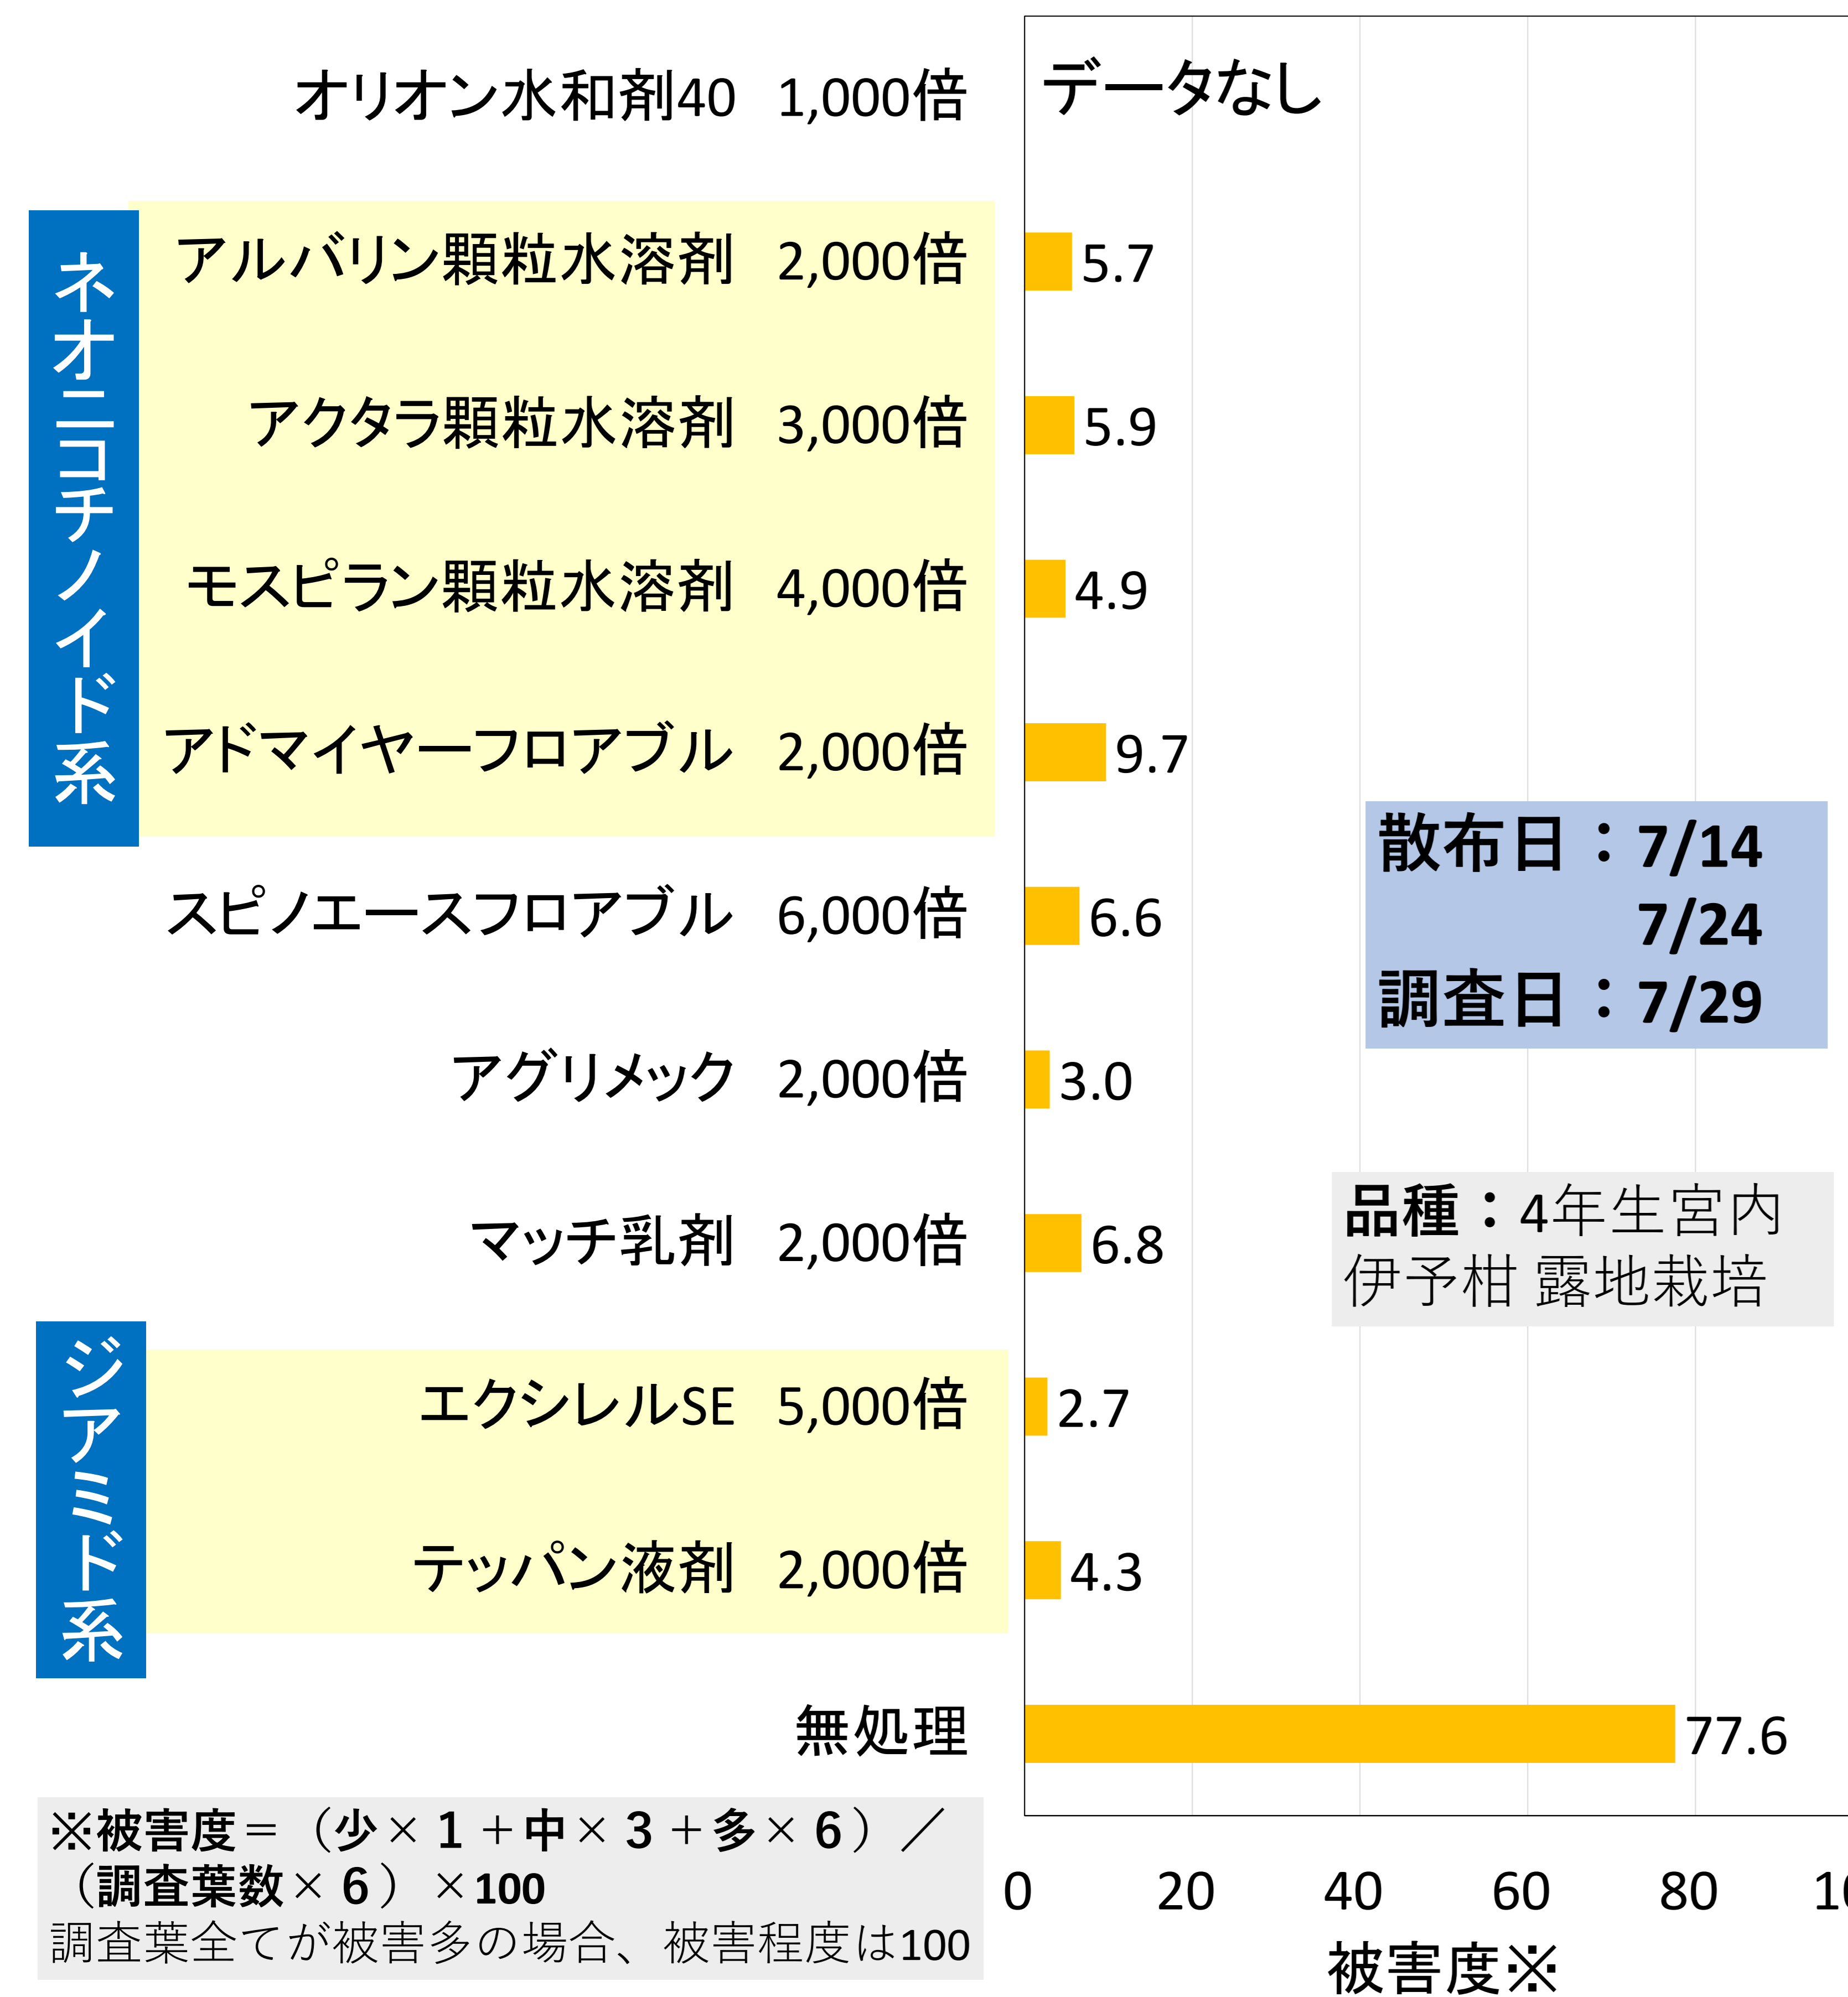 オリオン水和剤40 1,000倍 データなし
ネオニコチノイド系
アルバリン顆粒水溶剤 2,000倍 5.7
アクタラ顆粒水溶剤 3,000倍 5.9
モスピラン顆粒水溶剤 4,000倍 4.9
アドマイヤーフロアブル 2,000倍 9.7
スピノエースフロアブル 6,000倍 6.6
アグリメック 2,000倍 3.0
マッチ乳剤 2,000倍 6.8
ジアミド系
エクシレルSE 5,000倍 2.7
テッパン液剤 2,000倍 4.3
無処理 77.6
散布日：7/14
7/24
調査日：7/29
品種：4年生宮内
伊予柑 露地栽培
0 20 40 60 80
被害度※
※被害度＝（少×１＋中×３＋多×６）／
（調査葉数×６）×100
調査葉全てが被害多の場合、被害程度は100